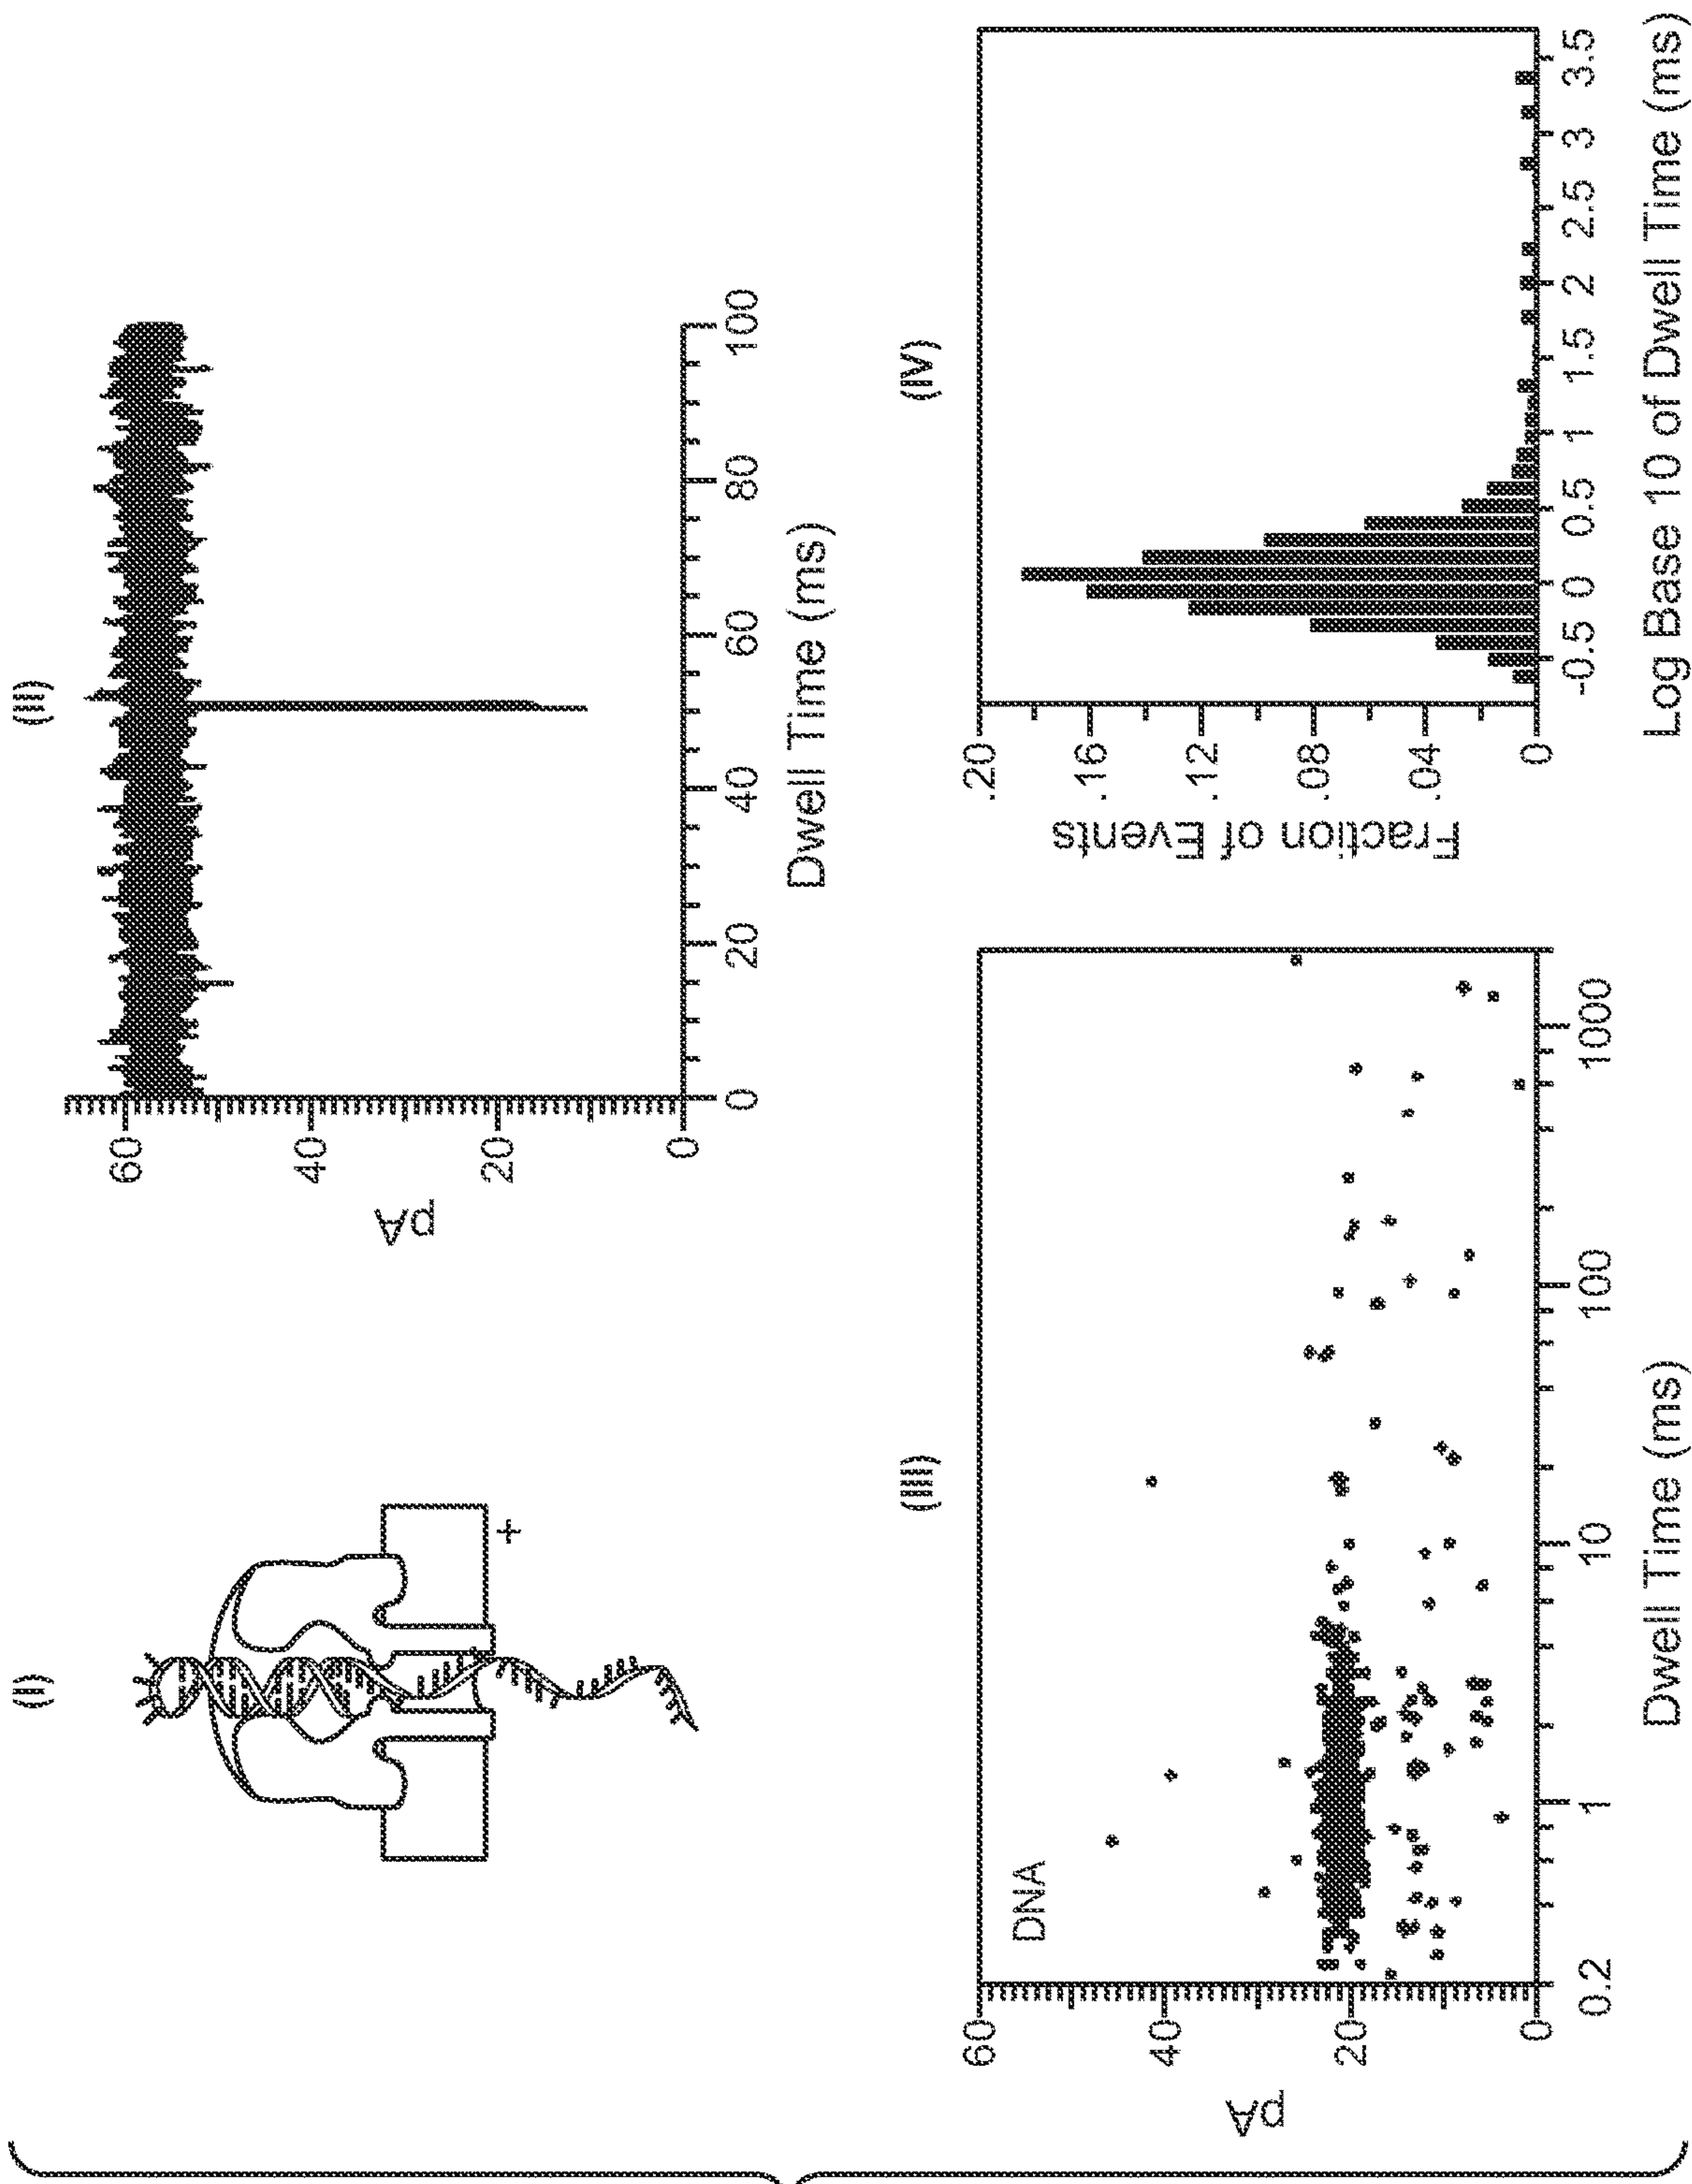 (I)
+
(II)
pA
60
40
20
0
0 20 40 60 80 100
Dwell Time (ms)
(III)
DNA
pA
60
40
20
0
0.2 1 10 100 1000
Dwell Time (ms)
(IV)
Fraction of Events
.20
.16
.12
.08
.04
0
-0.5 0 0.5 1 1.5 2 2.5 3 3.5
Log Base 10 of Dwell Time (ms)